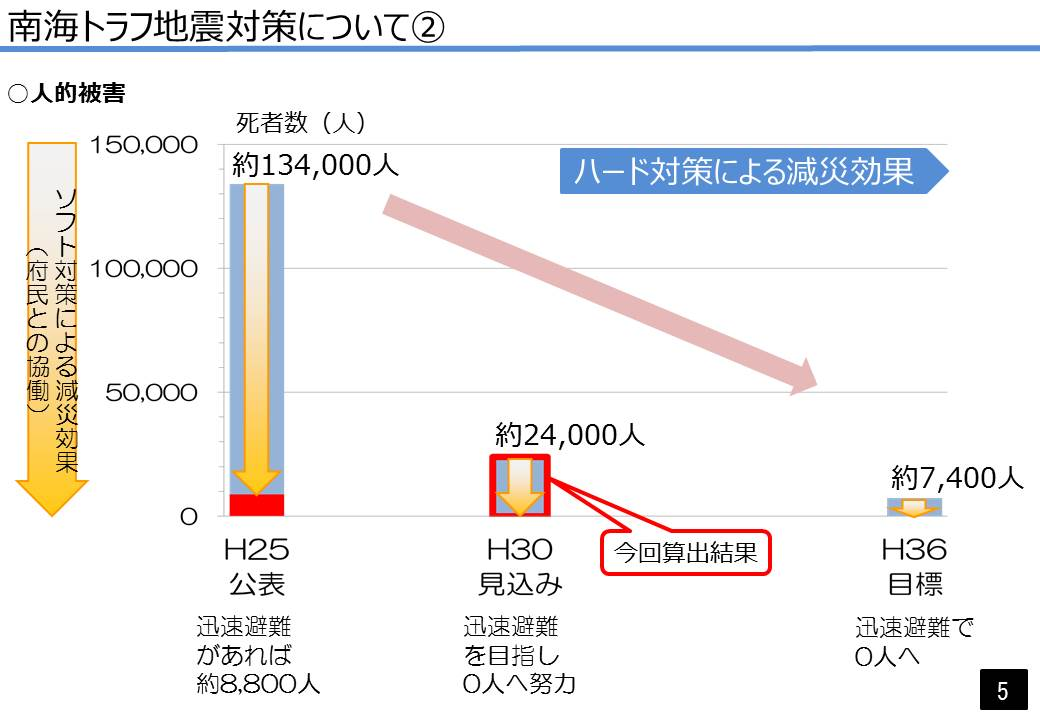 南海トラフ地震対策について②
○人的被害
死者数（人）
150,000
100,000
50,000
0
ソフト対策による減災効果
（府民との協働）
ハード対策による減災効果
約134,000人
約24,000人
約7,400人
今回算出結果
H25
公表
H30
見込み
H36
目標
迅速避難
があれば
約8,800人
迅速避難
を目指し
0人へ努力
迅速避難で
0人へ
5